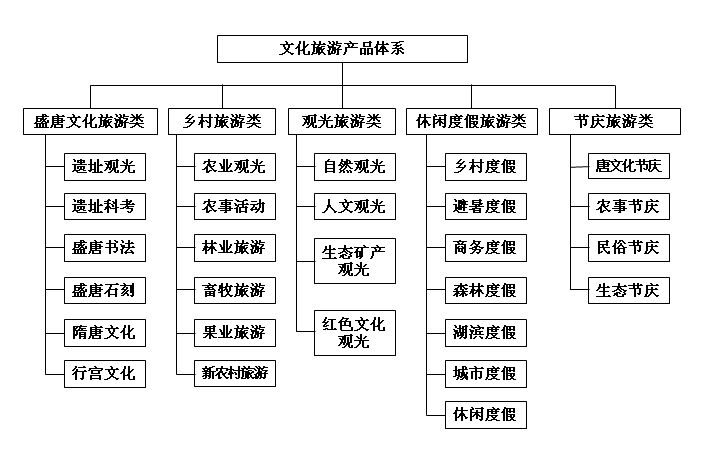 文化旅游产品体系
盛唐文化旅游类
乡村旅游类
观光旅游类
休闲度假旅游类
节庆旅游类
遗址观光
遗址科考
盛唐书法
盛唐石刻
隋唐文化
行宫文化
农业观光
农事活动
林业旅游
畜牧旅游
果业旅游
新农村旅游
自然观光
人文观光
生态矿产
观光
红色文化
观光
乡村度假
避暑度假
商务度假
森林度假
湖滨度假
城市度假
休闲度假
唐文化节庆
农事节庆
民俗节庆
生态节庆